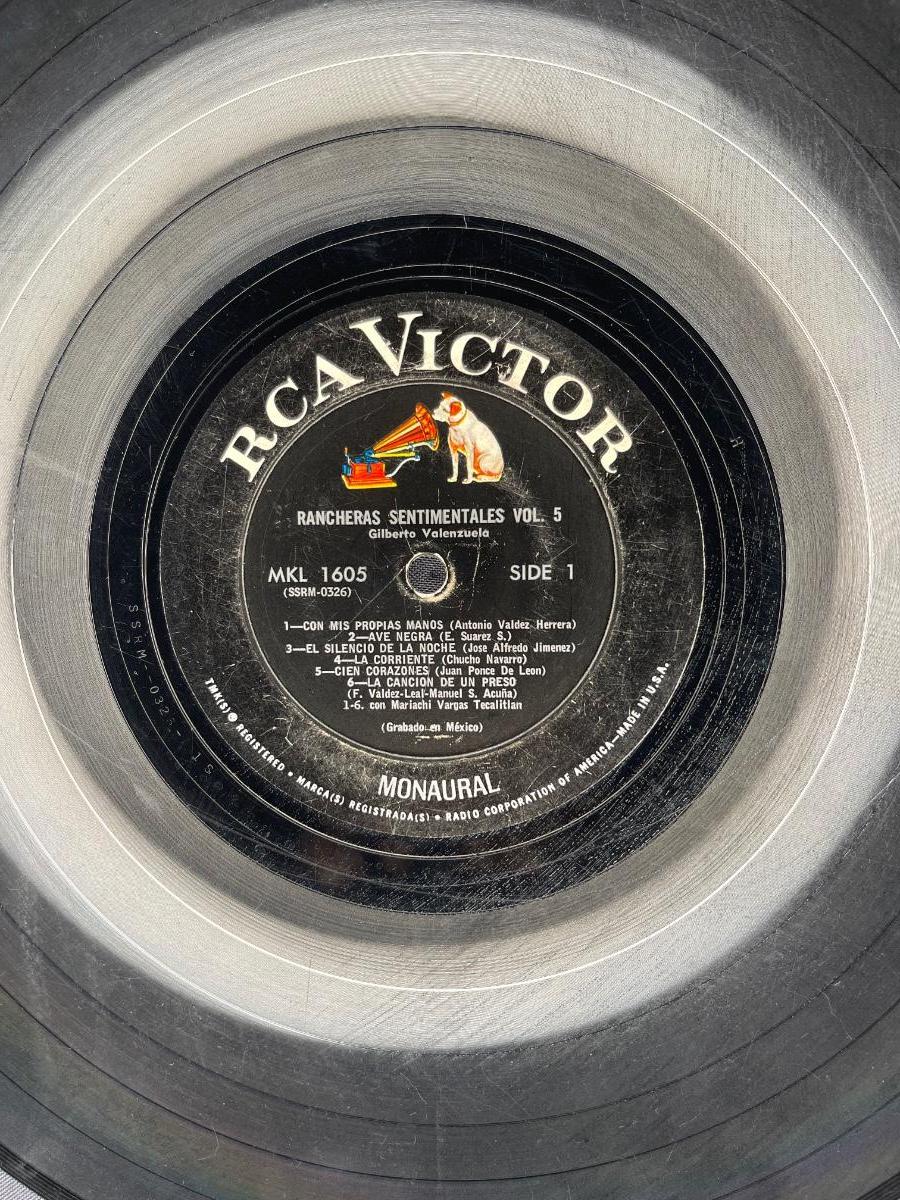 RCA VICTOR
RANCHERAS SENTIMENTALES VOL. 5
Gilberto Valenzuela
MKL 1605
(SSRM-0326)
SIDE 1
1—CON MIS PROPIAS MANOS (Antonio Valdez Herrera)
2—AVE NEGRA (E. Suarez S.)
3—EL SILENCIO DE LA NOCHE (Jose Alfredo Jimenez)
4—LA CORRIENTE (Chucho Navarro)
5—CIEN CORAZONES (Juan Ponce De Leon)
6—LA CANCION DE UN PRESO
(F. Valdez-Leal-Manuel S. Acuña)
1-6. con Mariachi Vargas Tecalitlan
(Grabado en México)
MONAURAL
TMK(S) ® REGISTERED • MARCA(S) REGISTRADA(S) • RADIO CORPORATION OF AMERICA—MADE IN U.S.A.
H